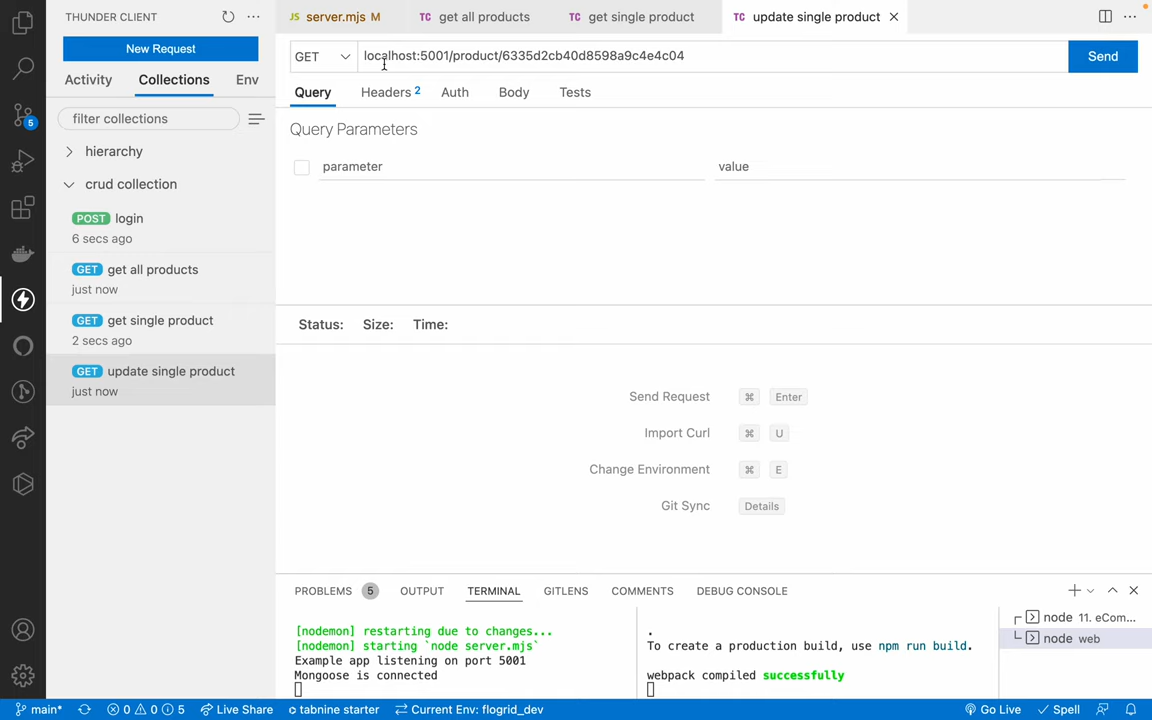 THUNDER CLIENT
New Request
Activity Collections Env
filter collections
hierarchy
crud collection
POST login
6 secs ago
GET get all products
just now
GET get single product
2 secs ago
GET update single product
just now
JS server.mjs M TC get all products TC get single product TC update single product
GET localhost:5001/product/6335d2cb40d8598a9c4e4c04 Send
Query Headers 2 Auth Body Tests
Query Parameters
parameter value
Status: Size: Time:
Send Request ⌘ Enter
Import Curl ⌘ U
Change Environment ⌘ E
Git Sync Details
PROBLEMS 5 OUTPUT TERMINAL GITLENS COMMENTS DEBUG CONSOLE
[nodemon] restarting due to changes...
[nodemon] starting `node server.mjs`
Example app listening on port 5001
Mongoose is connected
.
To create a production build, use npm run build.
webpack compiled successfully
node 11. eCom...
node web
5
main* 0 0 5 Live Share tabnine starter Current Env: flogrid_dev Go Live Spell